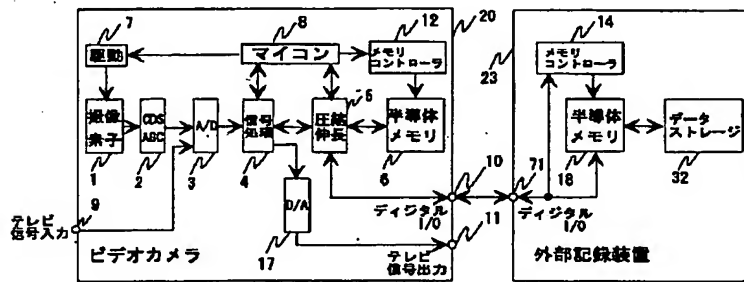 7
8
12
20
14
駆動
マイコン
メモリ
コントローラ
23
メモリ
コントローラ
撮像
素子
CDS
AGC
A/D
信号
処理
5
圧縮
伸長
半導体
メモリ
半導体
メモリ
データ
ストレージ
1
2
3
4
6
10
71
18
32
9
D/A
ディジタル
I/O
11
ディジタル
I/O
テレビ
信号入力
ビデオカメラ
17
テレビ
信号出力
外部記録装置